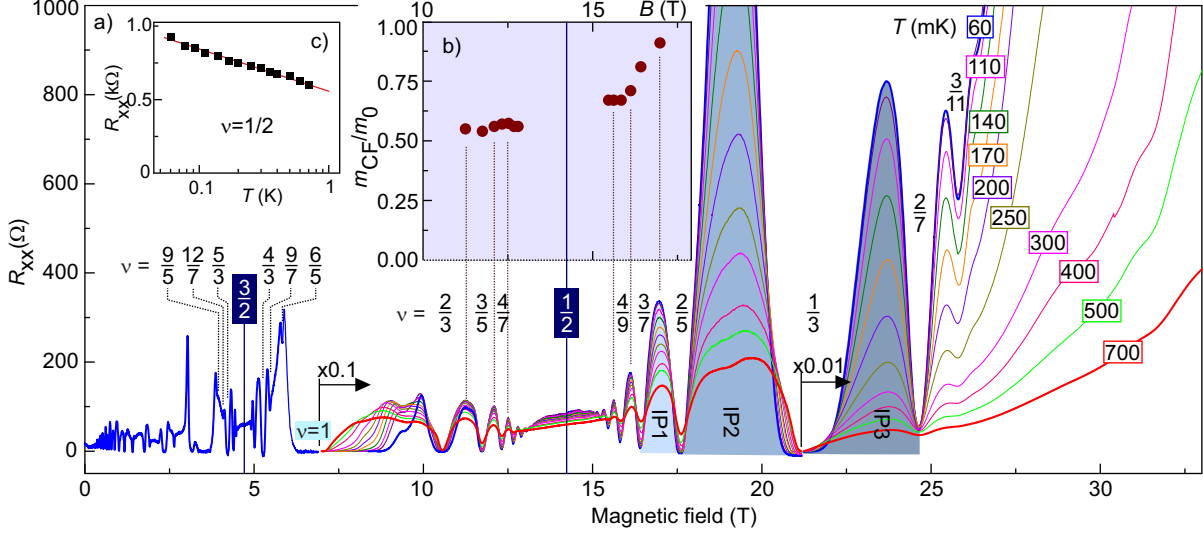 10 15 B (T)
1000 800 600 400 200 0
Rxx(Ω)
a)
c)
1.0 0.5 0
Rxx(kΩ)
ν=1/2
0.1 1
T (K)
b)
1.00 0.75 0.50 0.25 0.00
mCF/m0
T (mK)
60
110
140
170
200
250
300
400
500
700
3/11
2/7
ν = 9/5 12/7 5/3 3/2 4/3 9/7 6/5
ν = 2/3 3/5 4/7 1/2 4/9 3/7 2/5 1/3
x0.1
x0.01
ν=1
IP1
IP2
IP3
0 5 10 15 20 25 30
Magnetic field (T)